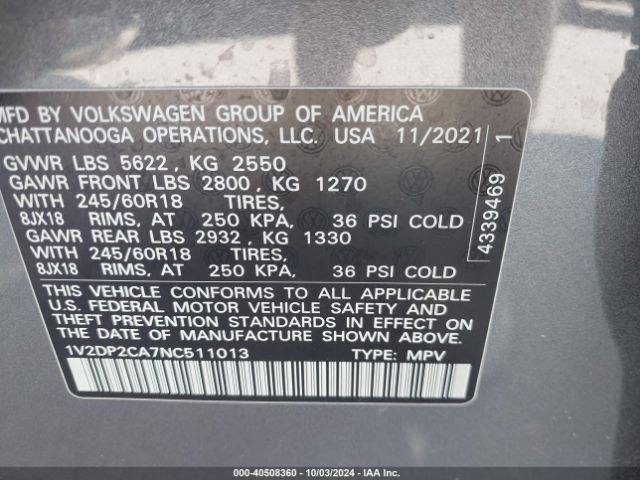 MFD BY VOLKSWAGEN GROUP OF AMERICA
CHATTANOOGA OPERATIONS, LLC. USA 11/2021
GVWR LBS 5622, KG 2550
GAWR FRONT LBS 2800, KG 1270
WITH 245/60R18 TIRES,
8JX18 RIMS, AT 250 KPA, 36 PSI COLD
GAWR REAR LBS 2932, KG 1330
WITH 245/60R18 TIRES,
8JX18 RIMS, AT 250 KPA, 36 PSI COLD
THIS VEHICLE CONFORMS TO ALL APPLICABLE
U.S. FEDERAL MOTOR VEHICLE SAFETY AND
THEFT PREVENTION STANDARDS IN EFFECT ON
THE DATE OF MANUFACTURE SHOWN ABOVE.
1V2DP2CA7NC511013 TYPE: MPV
4339469 1
000-40508360 - 10/03/2024 - IAA Inc.